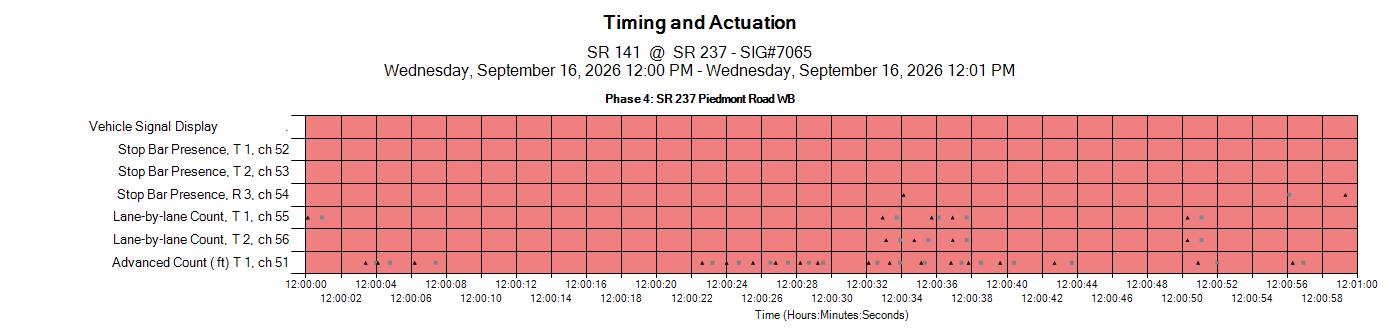 Timing and Actuation
SR 141 @ SR 237 - SIG#7065
Wednesday, September 16, 2026 12:00 PM - Wednesday, September 16, 2026 12:01 PM
Phase 4: SR 237 Piedmont Road WB
Vehicle Signal Display .
Stop Bar Presence, T 1, ch 52
Stop Bar Presence, T 2, ch 53
Stop Bar Presence, R 3, ch 54
Lane-by-lane Count, T 1, ch 55
Lane-by-lane Count, T 2, ch 56
Advanced Count ( ft) T 1, ch 51
12:00:00 12:00:04 12:00:08 12:00:12 12:00:16 12:00:20 12:00:24 12:00:28 12:00:32 12:00:36 12:00:40 12:00:44 12:00:48 12:00:52 12:00:56 12:01:00
12:00:02 12:00:06 12:00:10 12:00:14 12:00:18 12:00:22 12:00:26 12:00:30 12:00:34 12:00:38 12:00:42 12:00:46 12:00:50 12:00:54 12:00:58
Time (Hours:Minutes:Seconds)